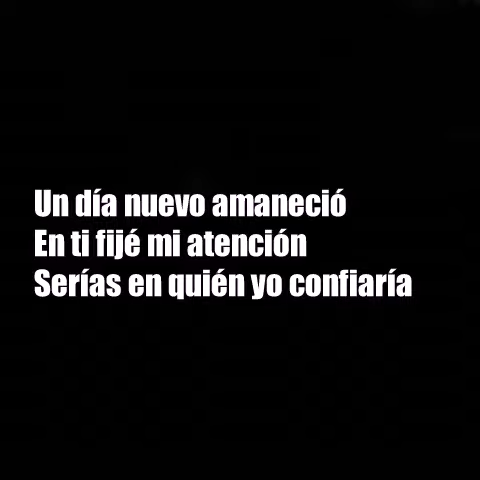 Un día nuevo amaneció
En ti fijé mi atención
Serías en quién yo confiaría